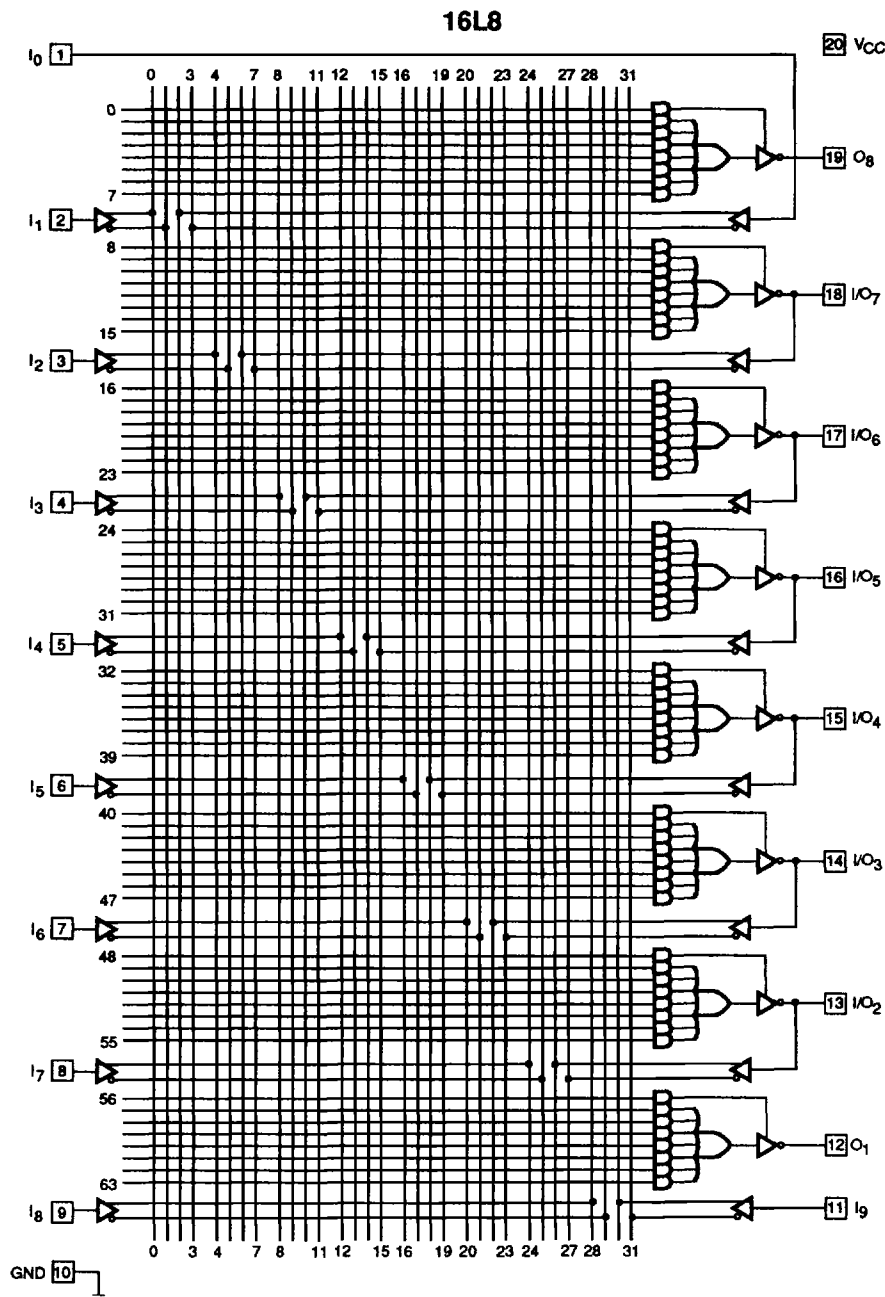 16L8
I0 1
20 VCC
0 3 4 7 8 11 12 15 16 19 20 23 24 27 28 31
0
19 O8
7
I1 2
8
18 I/O7
15
I2 3
16
17 I/O6
23
I3 4
24
16 I/O5
31
I4 5
32
15 I/O4
39
I5 6
40
14 I/O3
47
I6 7
48
13 I/O2
55
I7 8
56
12 O1
63
I8 9
11 I9
0 3 4 7 8 11 12 15 16 19 20 23 24 27 28 31
GND 10